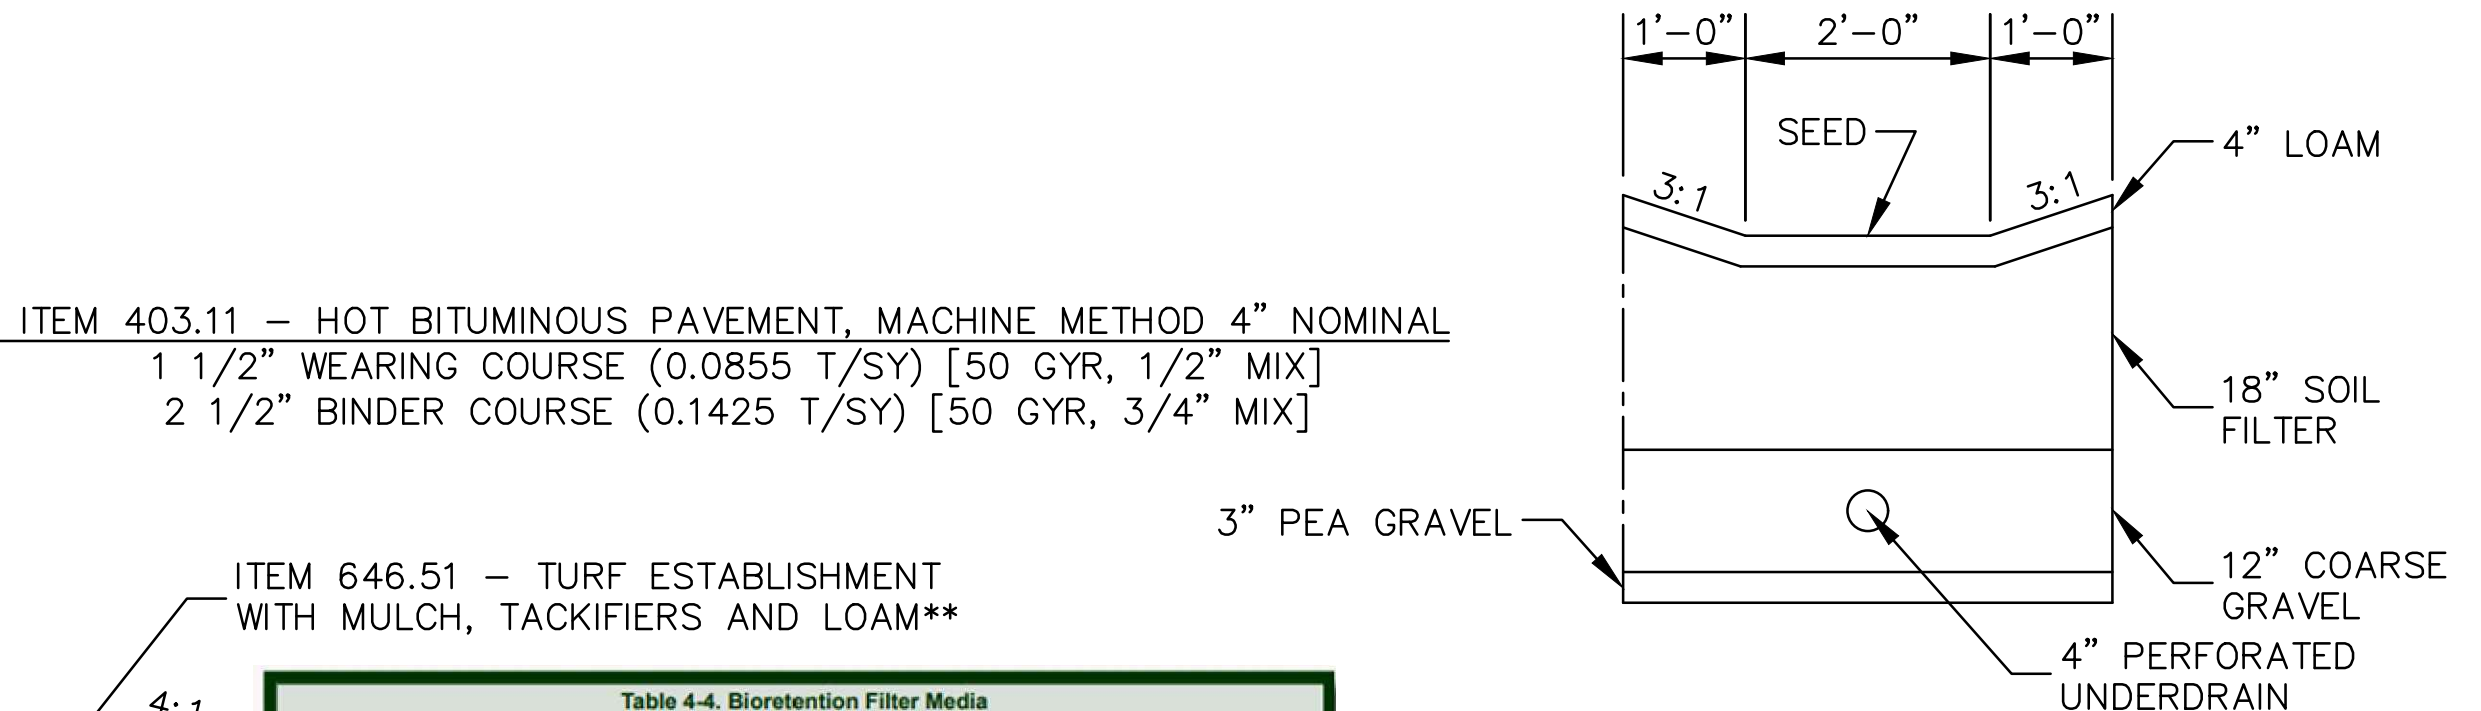 1'-0" 2'-0" 1'-0"
SEED
4" LOAM
3:1
3:1
ITEM 403.11 – HOT BITUMINOUS PAVEMENT, MACHINE METHOD 4" NOMINAL
1 1/2" WEARING COURSE (0.0855 T/SY) [50 GYR, 1/2" MIX]
2 1/2" BINDER COURSE (0.1425 T/SY) [50 GYR, 3/4" MIX]
18" SOIL
FILTER
3" PEA GRAVEL
12" COARSE
GRAVEL
ITEM 646.51 – TURF ESTABLISHMENT
WITH MULCH, TACKIFIERS AND LOAM**
4" PERFORATED
UNDERDRAIN
4:1
Table 4-4. Bioretention Filter Media